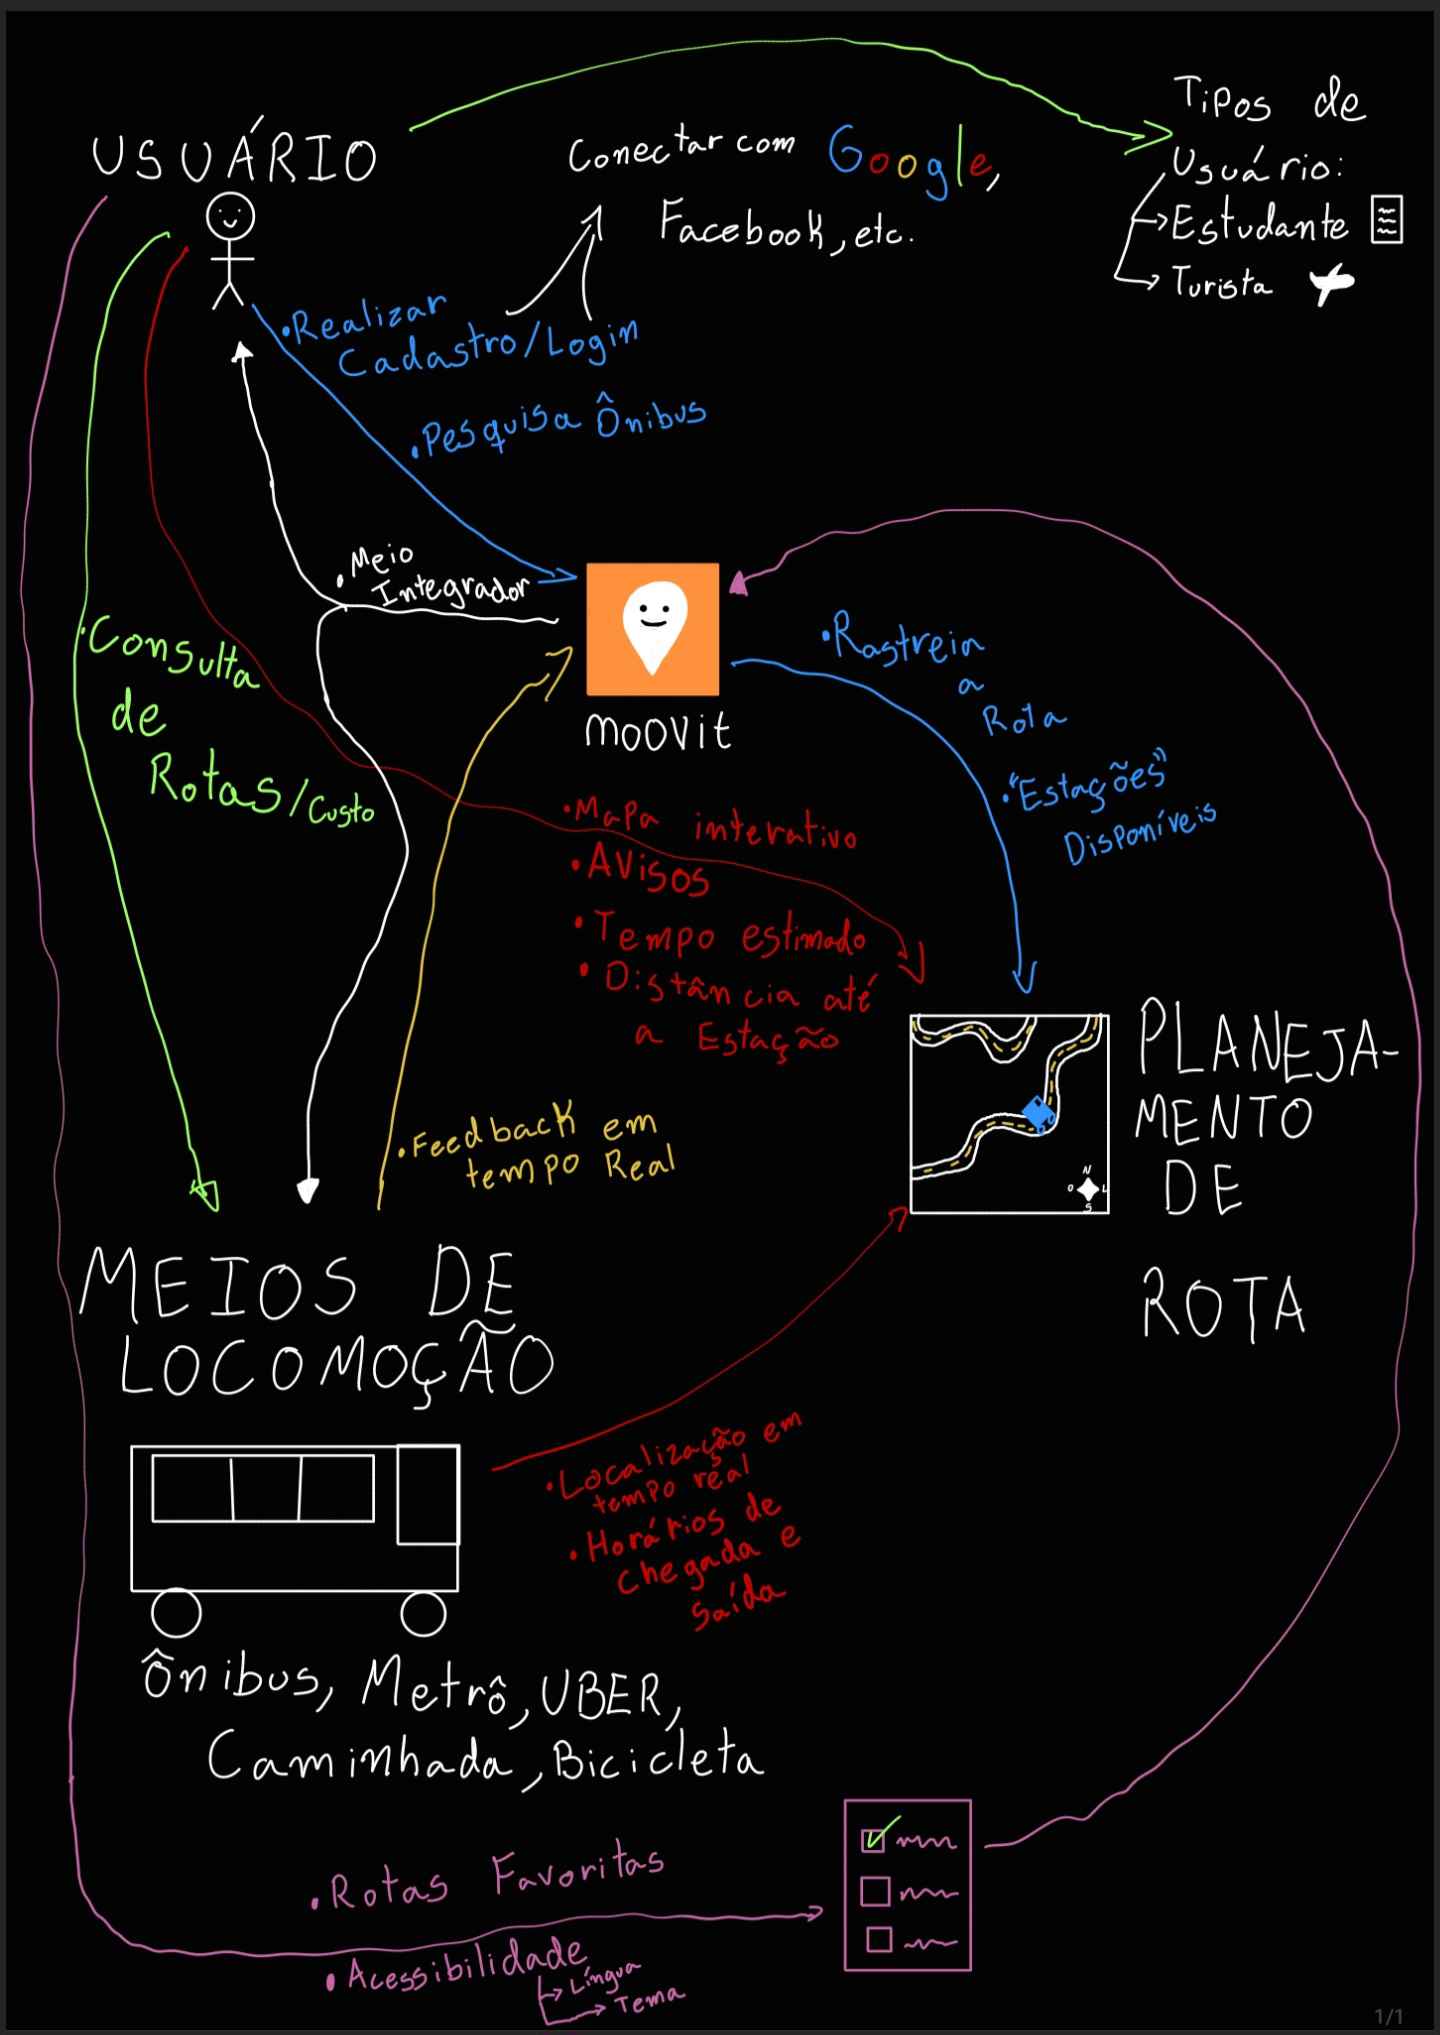 USUÁRIO
Conectar com Google,
Facebook, etc.
Tipos de
Usuário:
Estudante
Turista
• Realizar
Cadastro/Login
• Pesquisa Ônibus
• Meio
Integrador
moovit
• Consulta
de
Rotas/Custo
• Rastreia
a
Rota
• "Estações"
Disponíveis
• Mapa interativo
• Avisos
• Tempo estimado
• Distância até
a Estação
• Feedback em
tempo Real
PLANEJA-
MENTO
DE
ROTA
N
O L
S
MEIOS DE
LOCOMOÇÃO
• Localização em
tempo real
• Horários de
chegada e
saída
Ônibus, Metrô, UBER,
Caminhada, Bicicleta
• Rotas Favoritas
• Acessibilidade
Língua
Tema
1/1